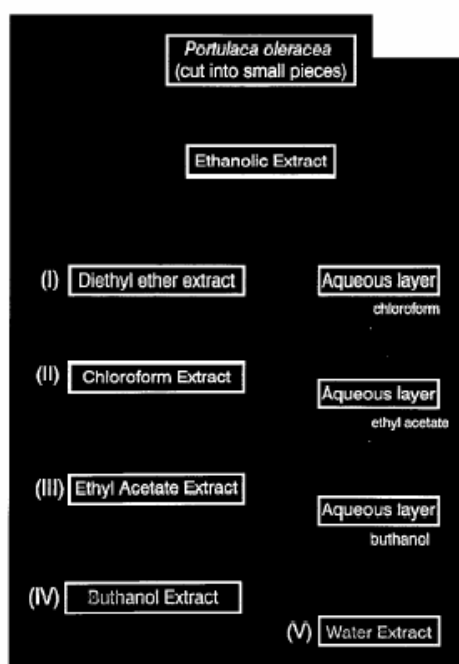 Portulaca oleracea
(cut into small pieces)
Ethanolic Extract
(I) Diethyl ether extract
Aqueous layer
chloroform
(II) Chloroform Extract
Aqueous layer
ethyl acetate
(III) Ethyl Acetate Extract
Aqueous layer
buthanol
(IV) Buthanol Extract
(V) Water Extract